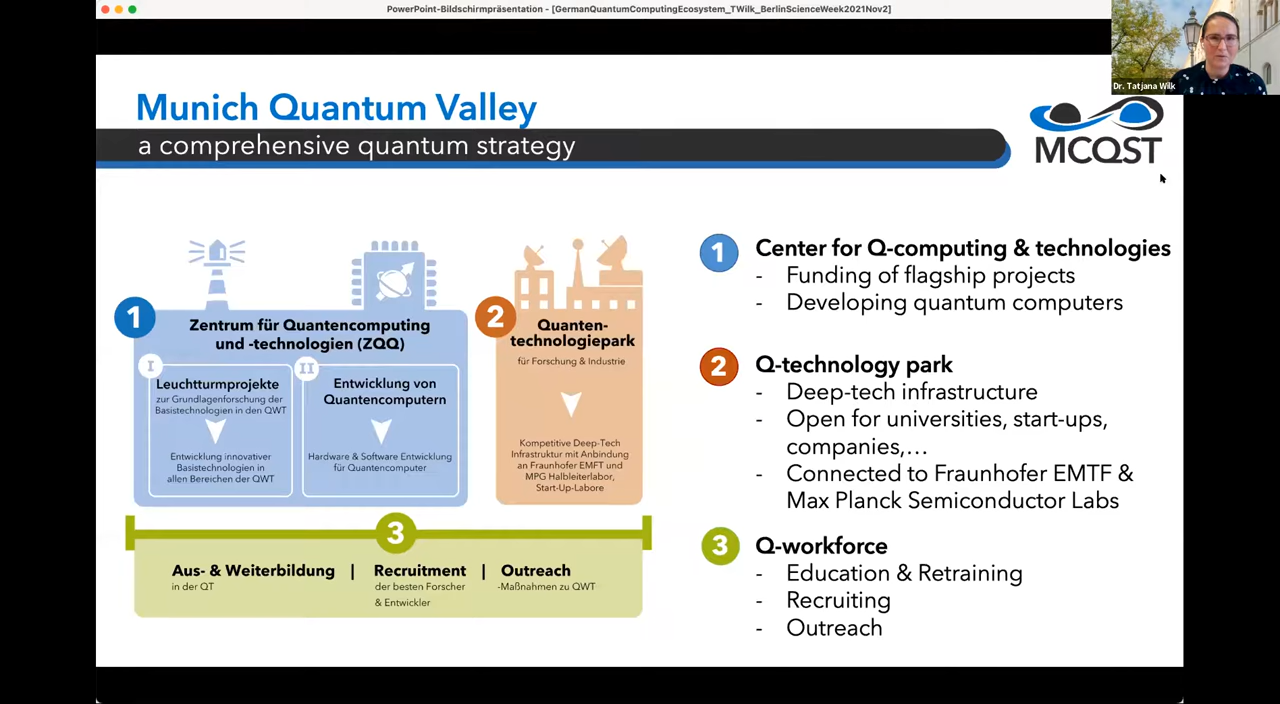 PowerPoint-Bildschirmpräsentation - [GermanQuantumComputingEcosystem_TWilk_BerlinScienceWeek2021Nov2]
Dr. Tatjana Wilk
Munich Quantum Valley
a comprehensive quantum strategy
MCQST
1
Zentrum für Quantencomputing
und -technologien (ZQQ)
I
Leuchtturmprojekte
zur Grundlagenforschung der
Basistechnologien in den QWT
Entwicklung innovativer
Basistechnologien in
allen Bereichen der QWT
II
Entwicklung von
Quantencomputern
Hardware & Software Entwicklung
für Quantencomputer
2
Quanten-
technologiepark
für Forschung & Industrie
Kompetitive Deep-Tech
Infrastruktur mit Anbindung
an Fraunhofer EMFT und
MPG Halbleiterlabor,
Start-Up-Labore
3
Aus- & Weiterbildung | Recruitment | Outreach
in der QT
der besten Forscher
& Entwickler
-Maßnahmen zu QWT
1 Center for Q-computing & technologies
- Funding of flagship projects
- Developing quantum computers
2 Q-technology park
- Deep-tech infrastructure
- Open for universities, start-ups,
companies,...
- Connected to Fraunhofer EMTF &
Max Planck Semiconductor Labs
3 Q-workforce
- Education & Retraining
- Recruiting
- Outreach